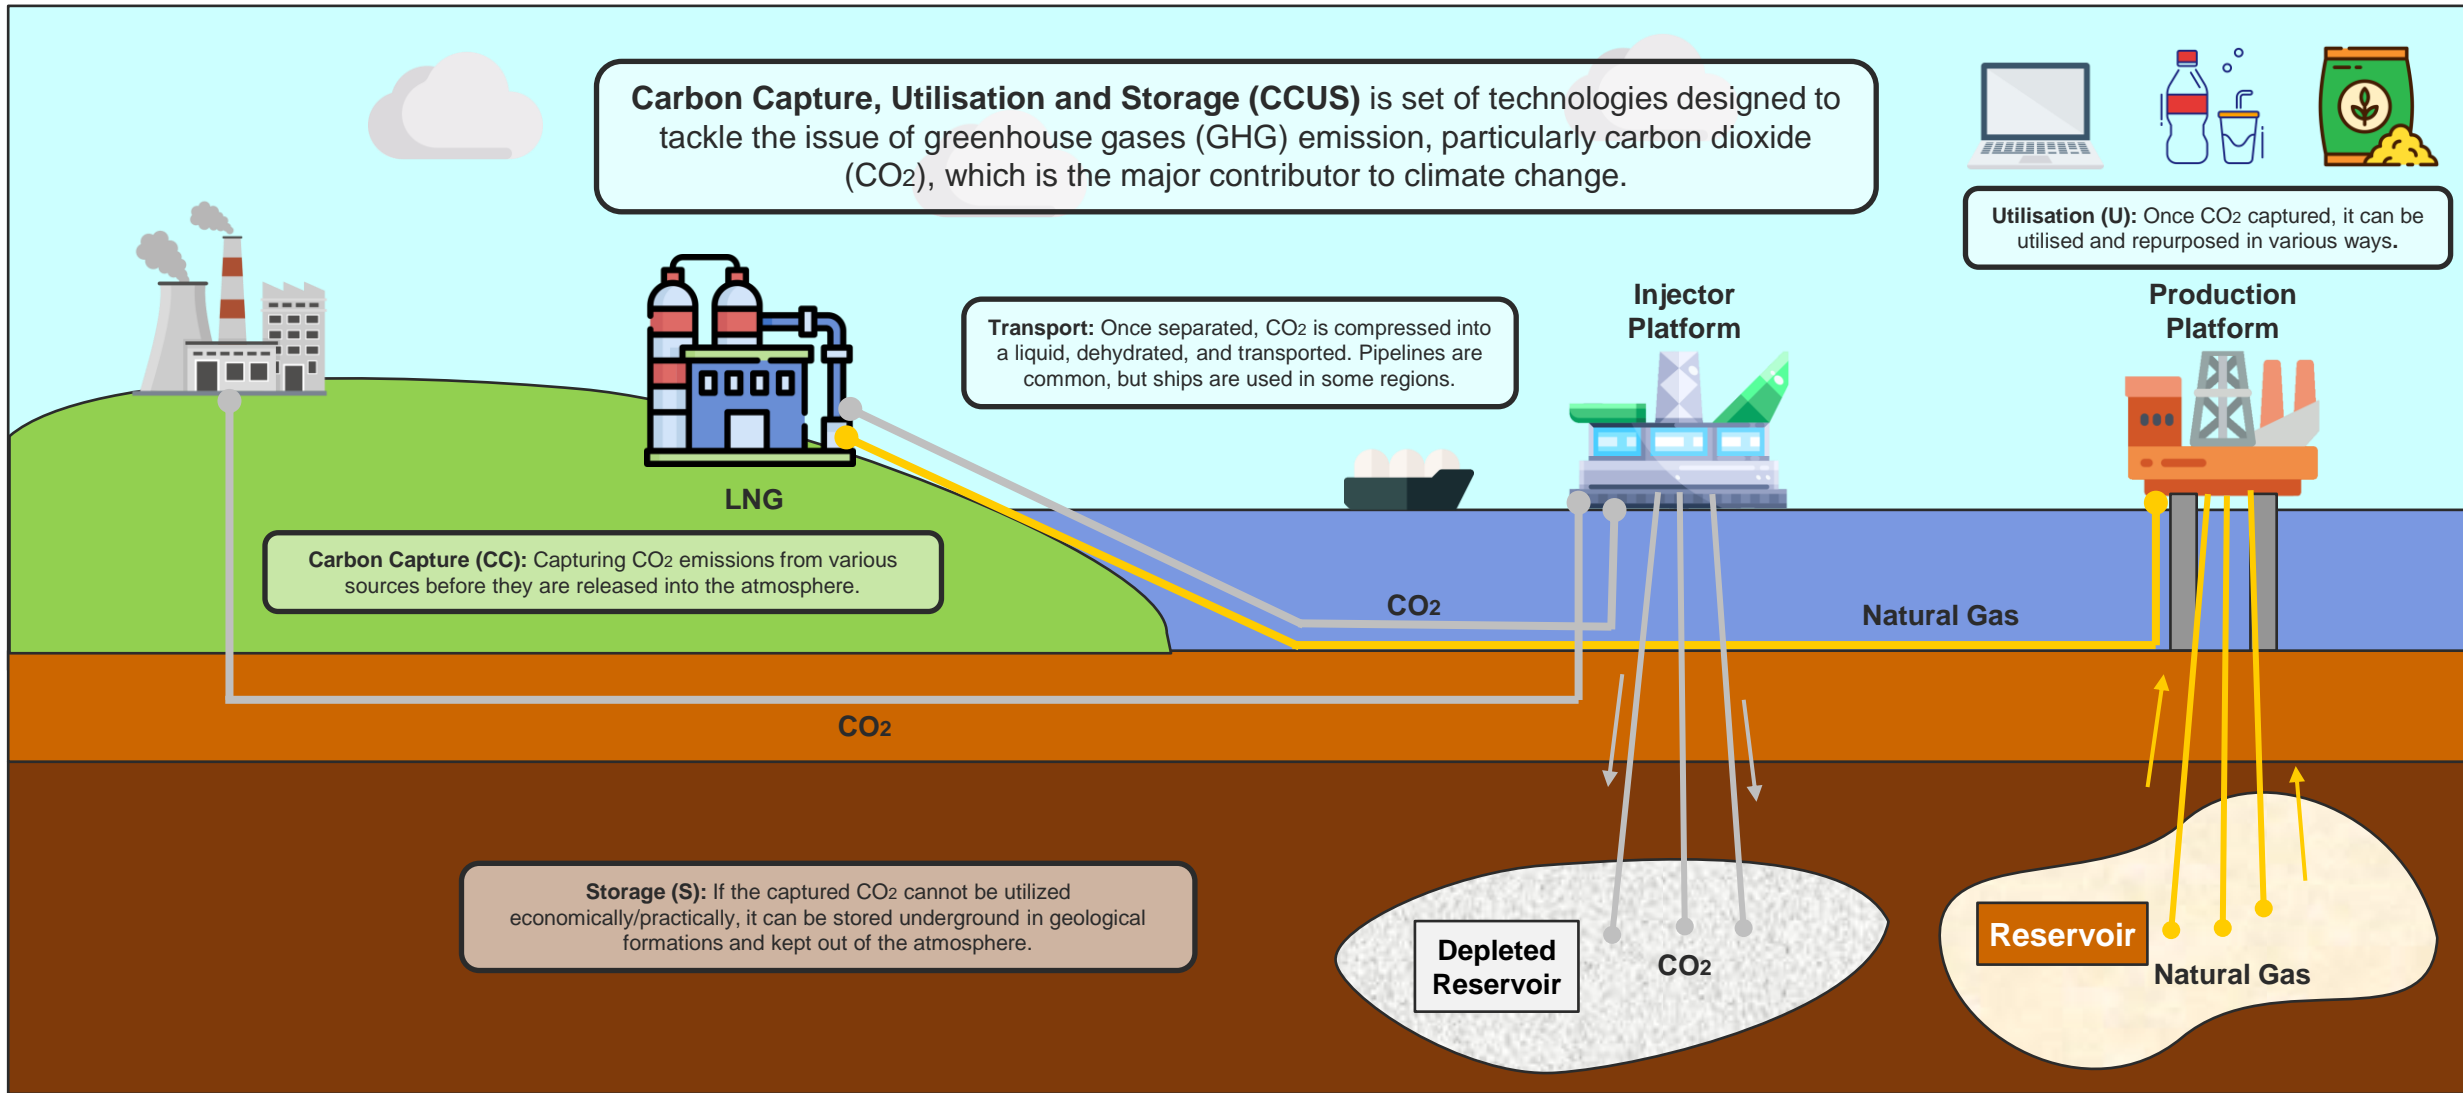 Carbon Capture, Utilisation and Storage (CCUS) is set of technologies designed to
tackle the issue of greenhouse gases (GHG) emission, particularly carbon dioxide
(CO2), which is the major contributor to climate change.
Utilisation (U): Once CO2 captured, it can be
utilised and repurposed in various ways.
Injector
Platform
Production
Platform
Transport: Once separated, CO2 is compressed into
a liquid, dehydrated, and transported. Pipelines are
common, but ships are used in some regions.
LNG
Carbon Capture (CC): Capturing CO2 emissions from various
sources before they are released into the atmosphere.
CO2
Natural Gas
CO2
Storage (S): If the captured CO2 cannot be utilized
economically/practically, it can be stored underground in geological
formations and kept out of the atmosphere.
Depleted
Reservoir
CO2
Reservoir
Natural Gas